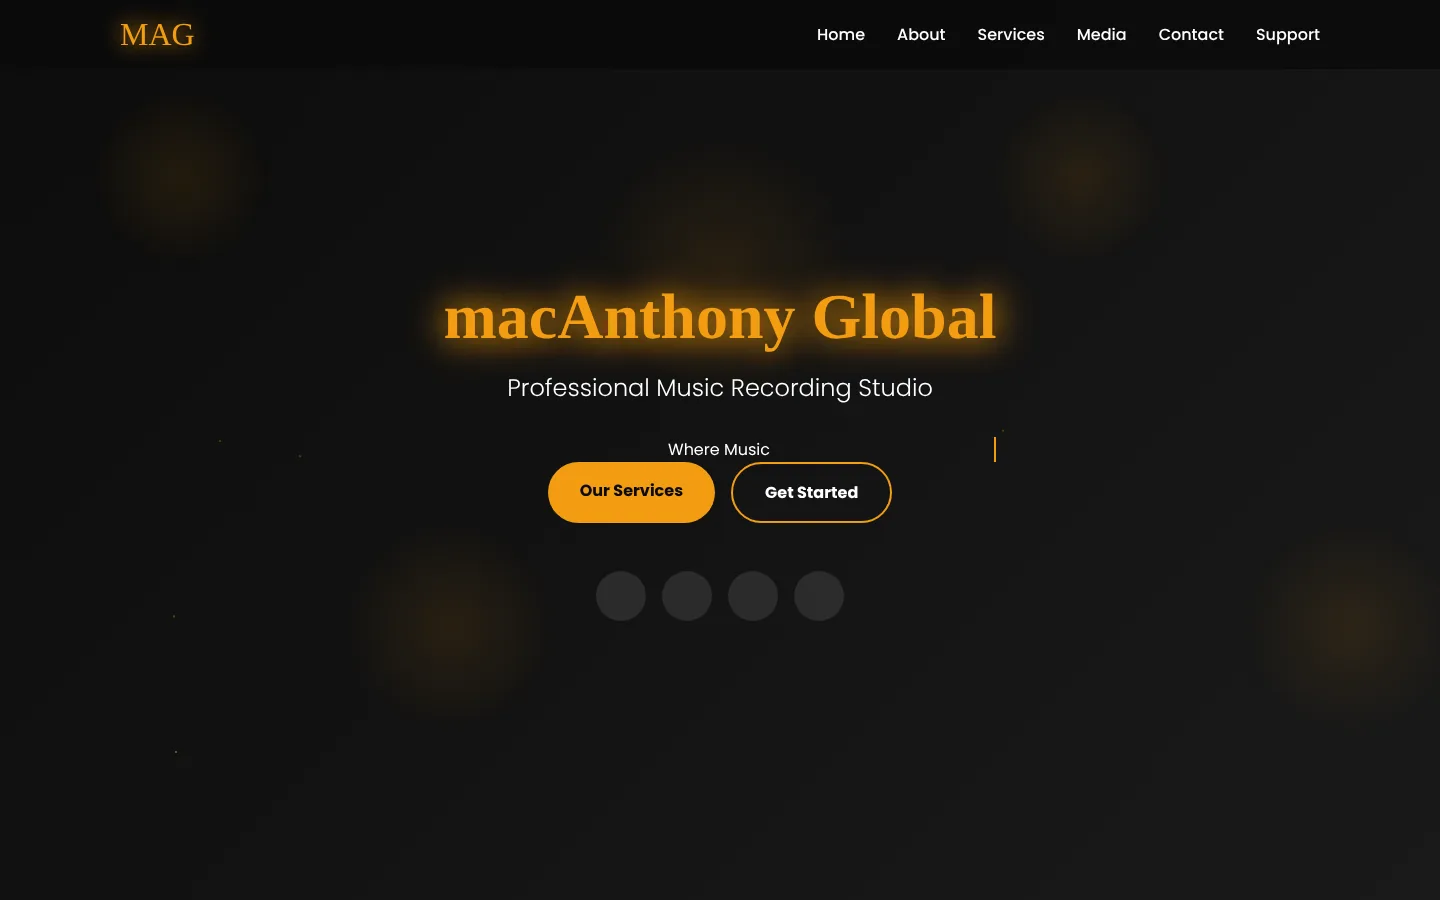 MAG
Home About Services Media Contact Support
macAnthony Global
Professional Music Recording Studio
Where Music
Our Services Get Started